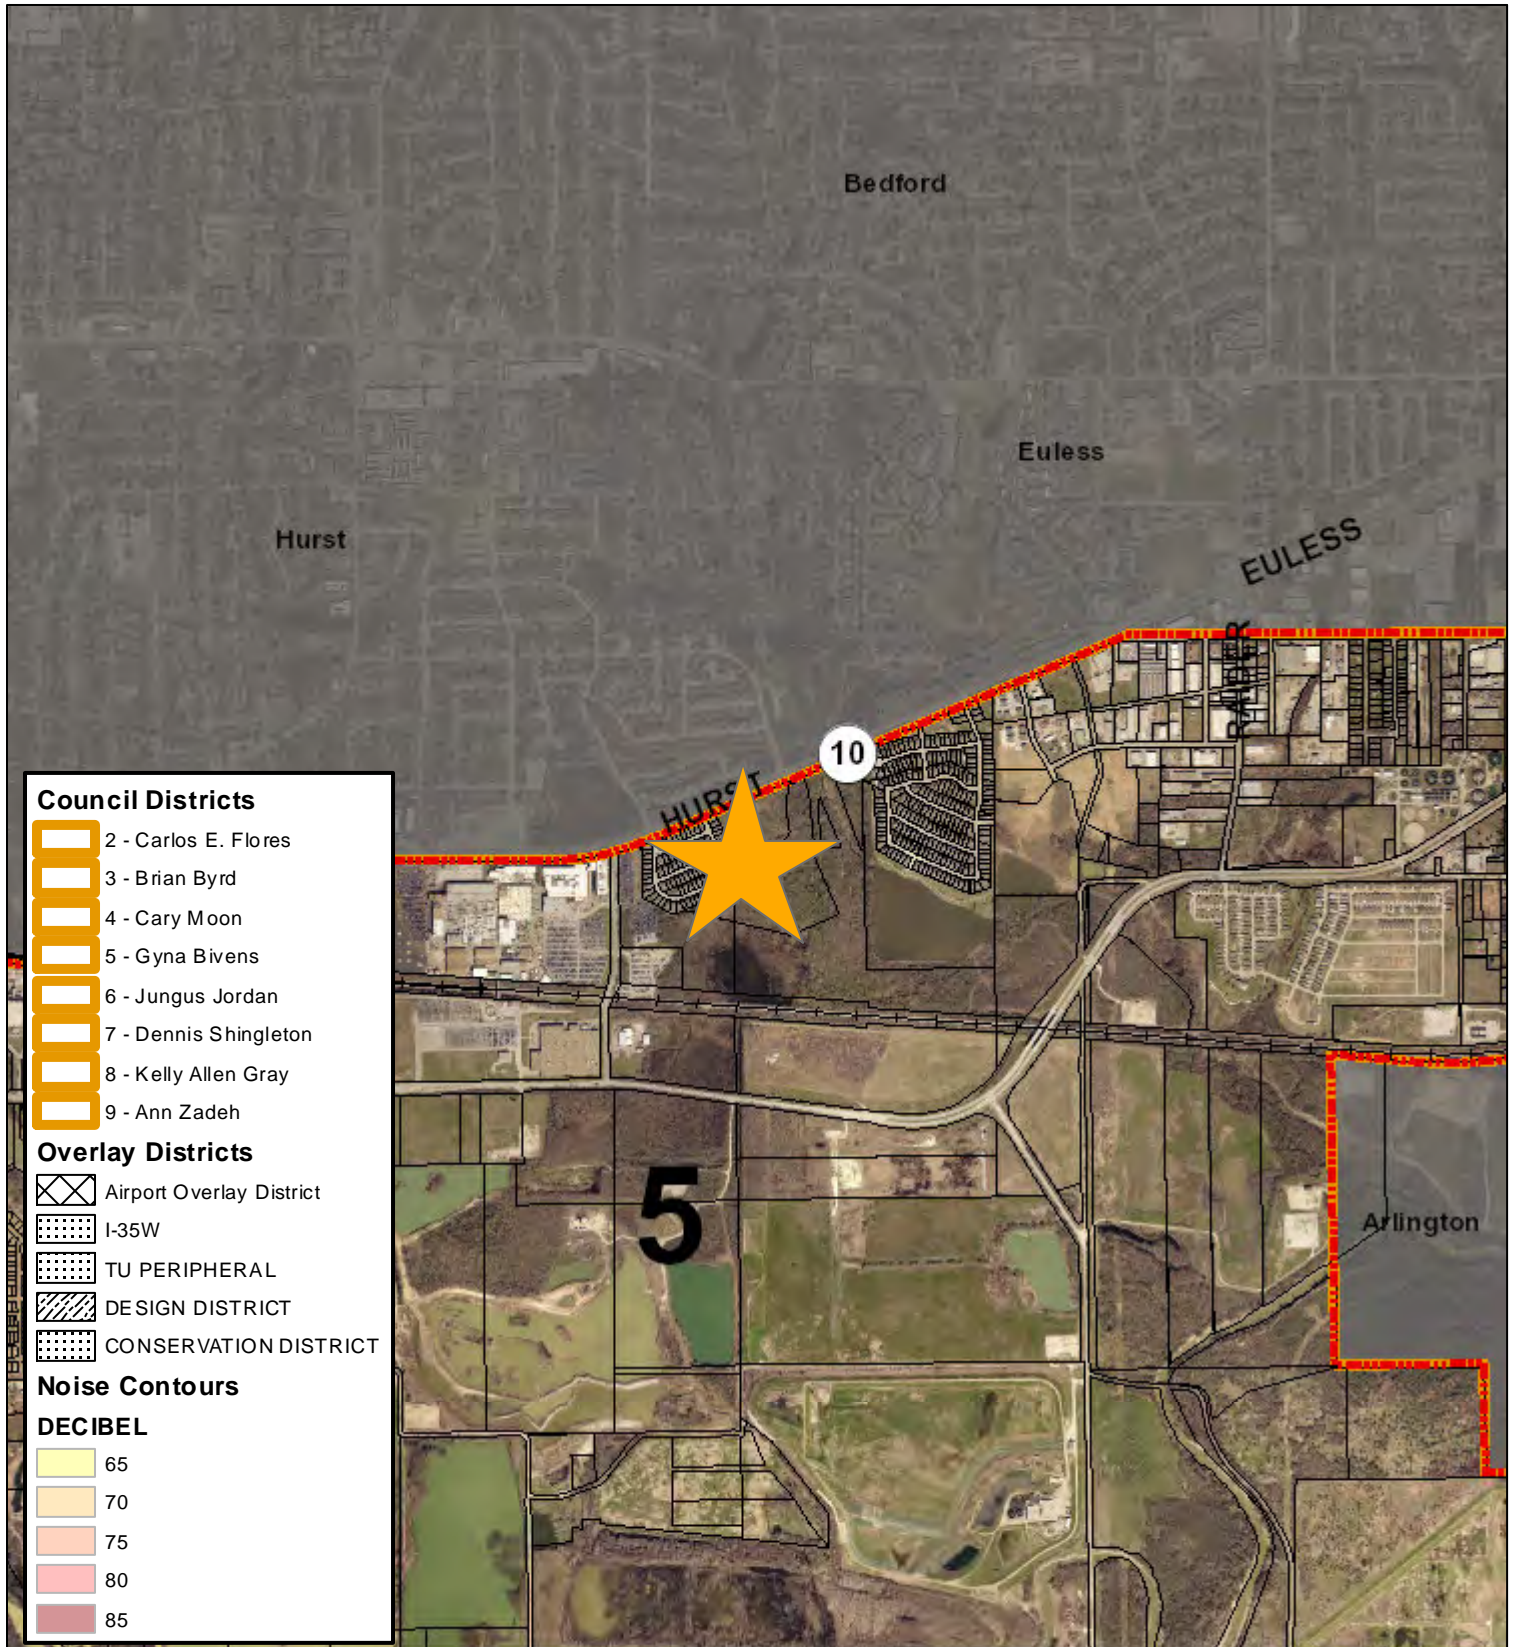 Bedford
Euless
EULESS
Hurst
RAIDER
10
HURST
Council Districts
2 - Carlos E. Flores
3 - Brian Byrd
4 - Cary Moon
5 - Gyna Bivens
6 - Jungus Jordan
7 - Dennis Shingleton
8 - Kelly Allen Gray
9 - Ann Zadeh
Overlay Districts
Airport Overlay District
I-35W
TU PERIPHERAL
DESIGN DISTRICT
CONSERVATION DISTRICT
Noise Contours
DECIBEL
65
70
75
80
85
5
Arlington